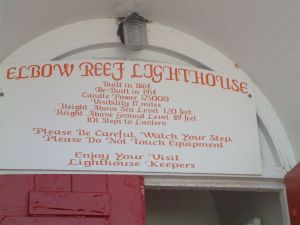 ELBOW REEF LIGHTHOUSE
Built in 1864
Re-Built in 1954
Candle Power
Visibility 17 miles
Height Above Sea Level 120 feet
Height Above Ground Level 89 feet
101 Steps to Lantern
Please Be Careful, Watch Your Step.
Please Do Not Touch Equipment
Enjoy Your Visit
Lighthouse Keepers